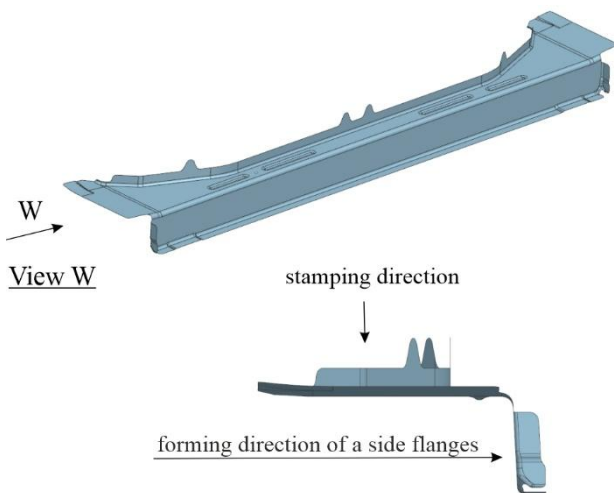 W
View W
stamping direction
forming direction of a side flanges